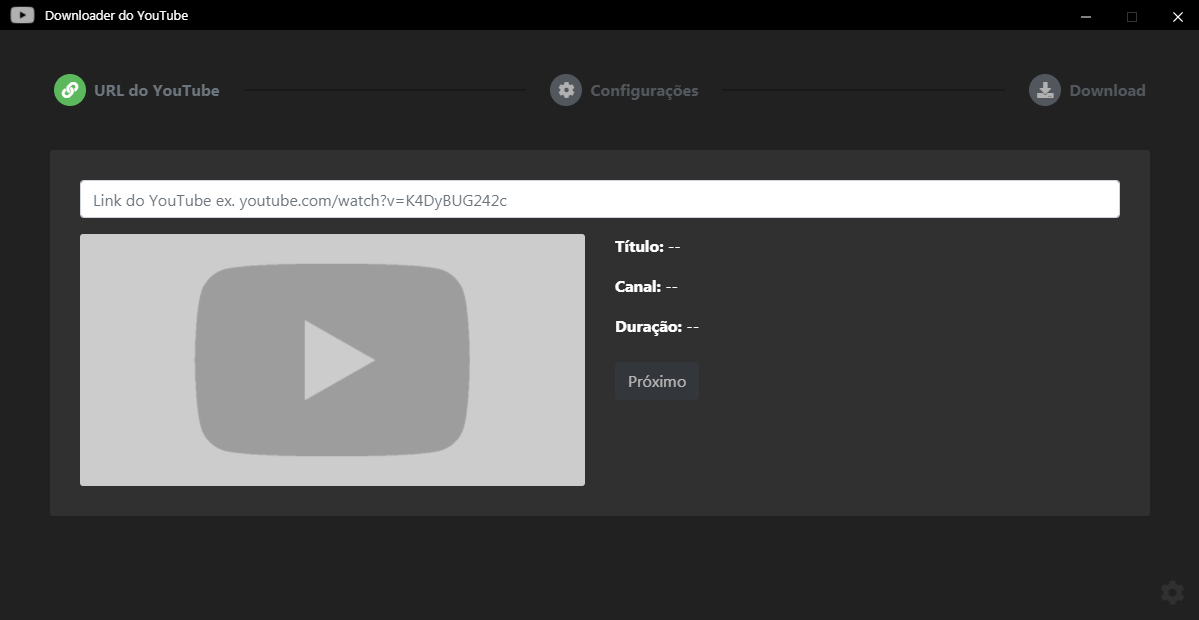 Downloader do YouTube
URL do YouTube
Configurações
Download
Link do YouTube ex. youtube.com/watch?v=K4DyBUG242c
Título: --
Canal: --
Duração: --
Próximo